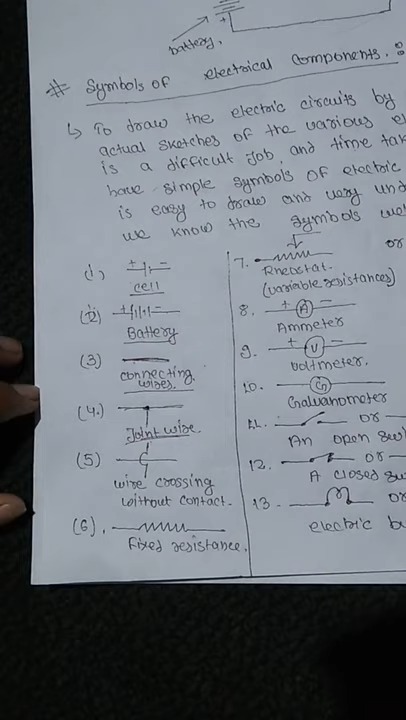 battery.
# Symbols of electrical components.:
↳ To draw the electric circuits by
actual sketches of the various
is a difficult job, and time
have simple symbols of electric
is easy to draw and very
we know the symbols
(1) + -
cell
(2) + -
Battery
(3)
connecting
wires.
(4.)
Joint wire.
(5)
wire crossing
without contact.
(6).
Fixed resistance.
7. or
Rheostat.
(variable resistances)
8. + A -
Ammeter
9. + V -
Voltmeter.
10. G
Galvanometer
11. or
An open
12. or
A closed
13.
electric